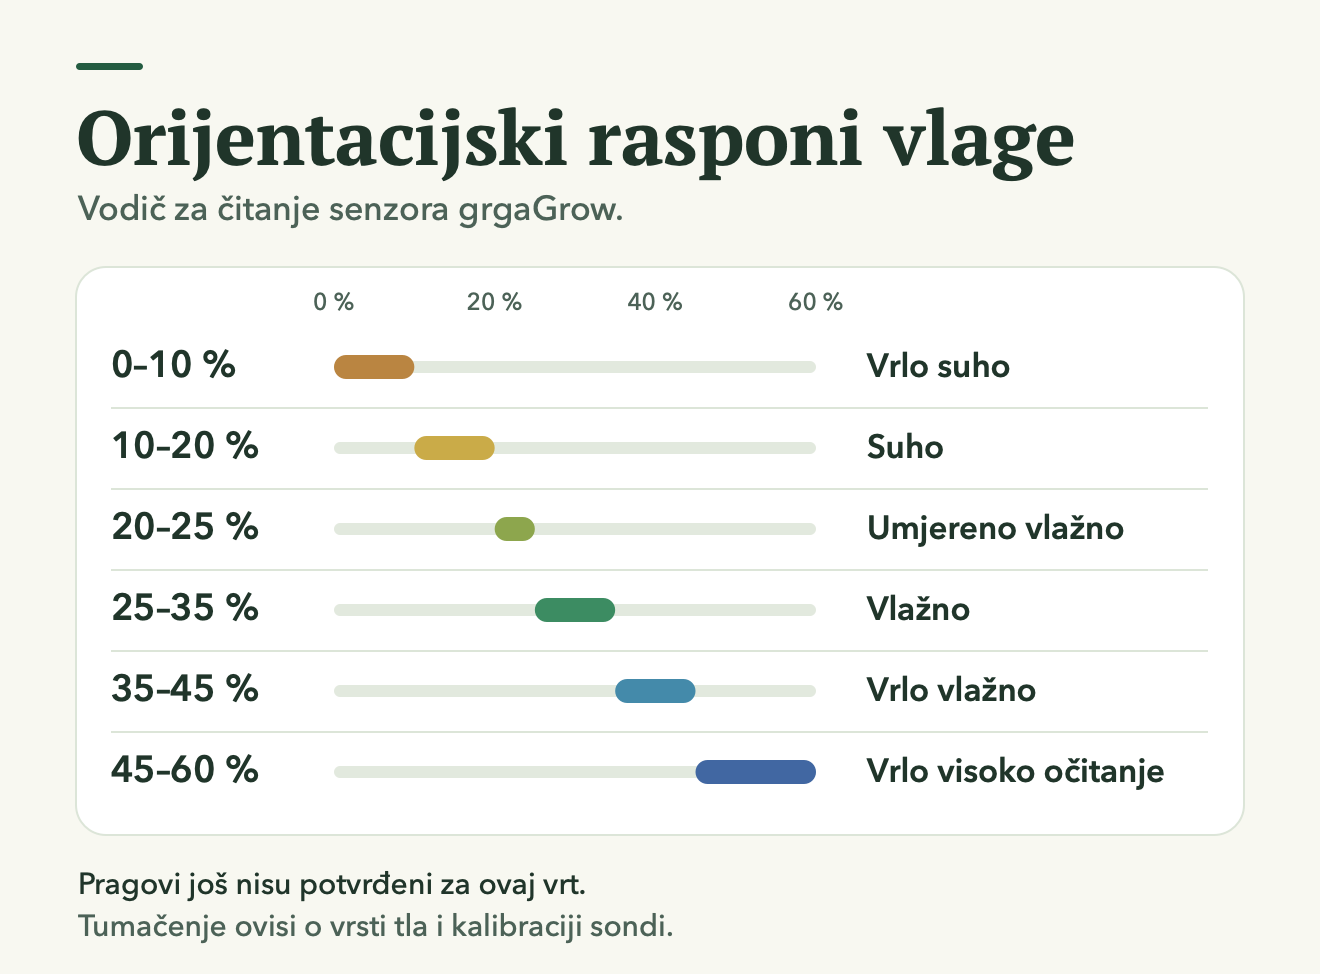 Orijentacijski rasponi vlage
Vodič za čitanje senzora grgaGrow.
0 % 20 % 40 % 60 %
0–10 % Vrlo suho
10–20 % Suho
20–25 % Umjereno vlažno
25–35 % Vlažno
35–45 % Vrlo vlažno
45–60 % Vrlo visoko očitanje
Pragovi još nisu potvrđeni za ovaj vrt.
Tumačenje ovisi o vrsti tla i kalibraciji sondi.